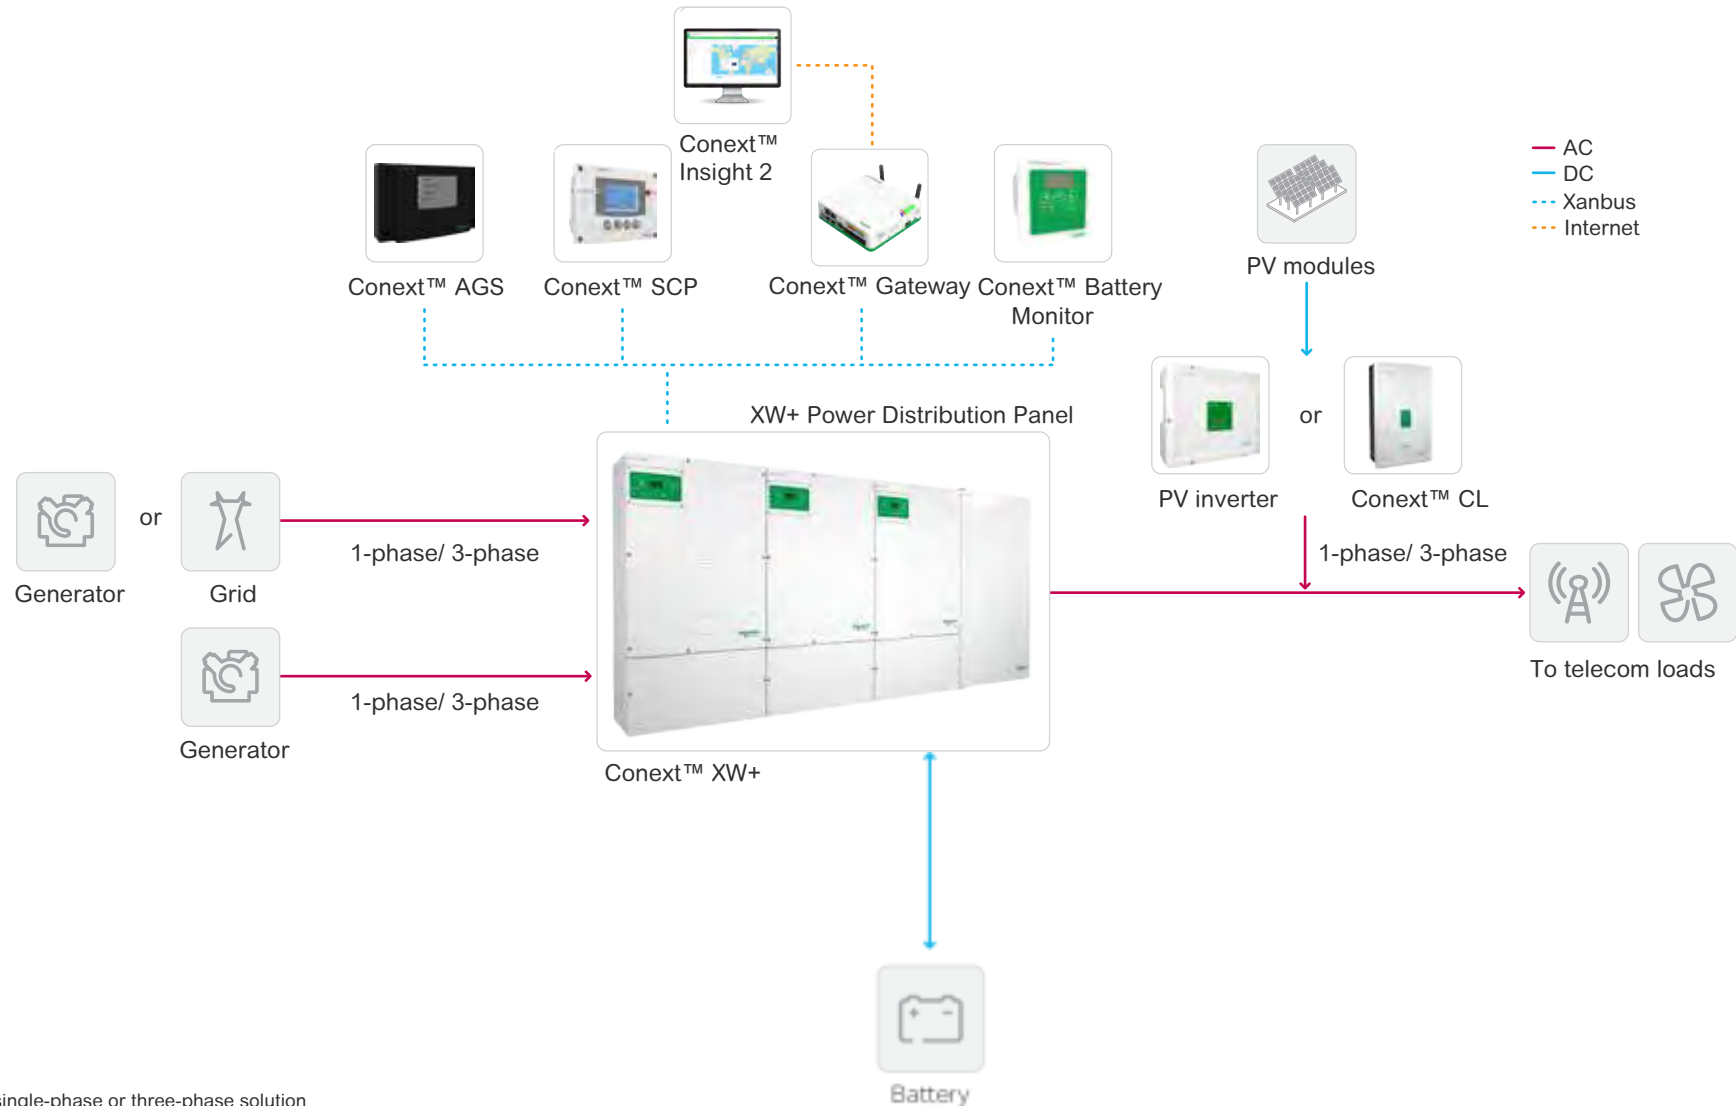 Conext™
Insight 2
AC
DC
Xanbus
Internet
Conext™ AGS
Conext™ SCP
Conext™ Gateway
Conext™ Battery
Monitor
PV modules
XW+ Power Distribution Panel
or
PV inverter
Conext™ CL
or
Generator
Grid
1-phase/ 3-phase
1-phase/ 3-phase
To telecom loads
Generator
1-phase/ 3-phase
Conext™ XW+
Battery
single-phase or three-phase solution